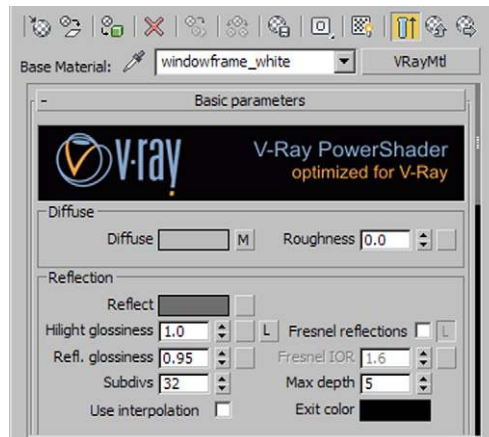 Base Material: windowframe_white VRayMtl
- Basic parameters
v·ray V-Ray PowerShader
optimized for V-Ray
Diffuse
Diffuse M Roughness 0.0
Reflection
Reflect
Hilight glossiness 1.0 L Fresnel reflections L
Refl. glossiness 0.95 Fresnel IOR 1.6
Subdivs 32 Max depth 5
Use interpolation Exit color